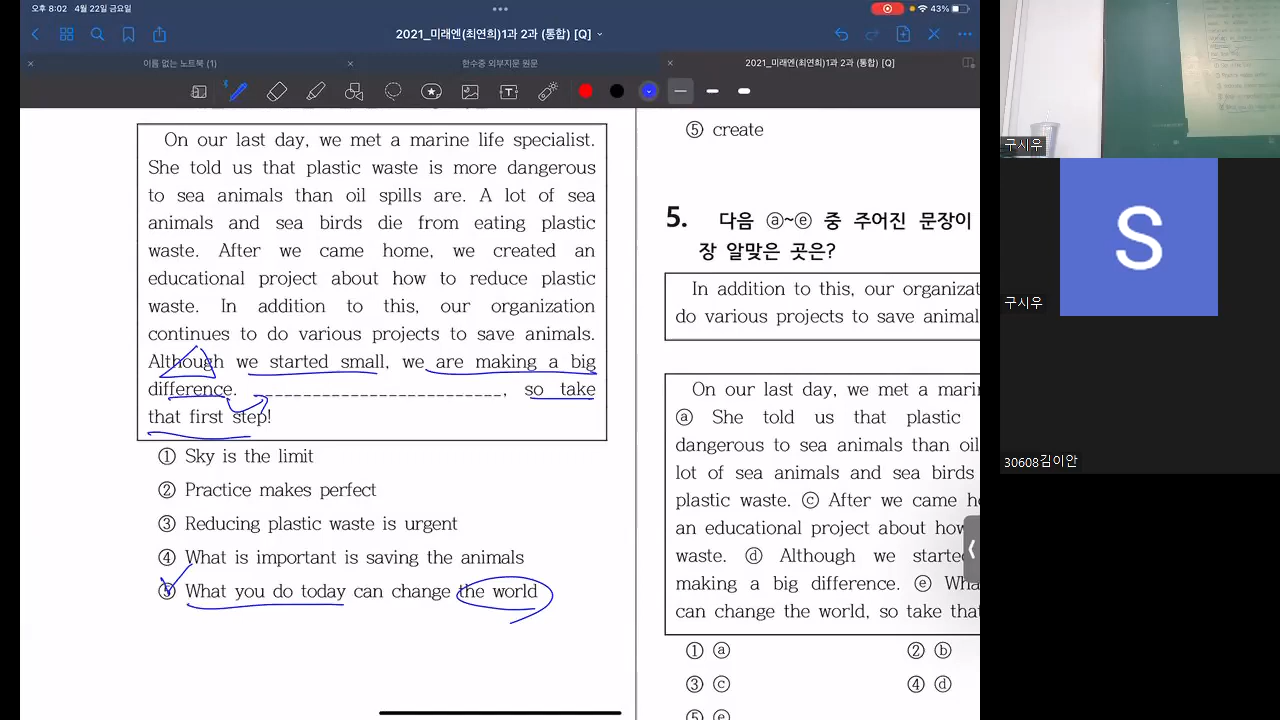 오후 8:02 4월 22일 금요일
43%
2021_미래엔(최연희)1과 2과 (통합) [Q]
이름 없는 노트북 (1)
한수중 외부지문 원문
2021_미래엔(최연희)1과 2과 (통합) [Q]
On our last day, we met a marine life specialist.
She told us that plastic waste is more dangerous
to sea animals than oil spills are. A lot of sea
animals and sea birds die from eating plastic
waste. After we came home, we created an
educational project about how to reduce plastic
waste. In addition to this, our organization
continues to do various projects to save animals.
Although we started small, we are making a big
difference. ________________________, so take
that first step!
① Sky is the limit
② Practice makes perfect
③ Reducing plastic waste is urgent
④ What is important is saving the animals
⑤ What you do today can change the world
⑤ create
5. 다음 ⓐ~ⓔ 중 주어진 문장이
장 알맞은 곳은?
In addition to this, our organizat
do various projects to save animal
On our last day, we met a marin
ⓐ She told us that plastic
dangerous to sea animals than oil
lot of sea animals and sea birds
plastic waste. ⓒ After we came h
an educational project about how
waste. ⓓ Although we starte
making a big difference. ⓔ Wha
can change the world, so take tha
① ⓐ ② ⓑ
③ ⓒ ④ ⓓ
⑤ ⓔ
구시우
S
구시우
30608김이안